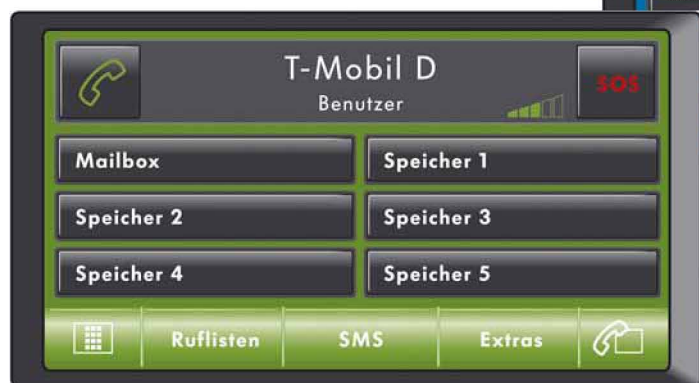 T-Mobil D
SOS
Benutzer
Mailbox
Speicher 1
Speicher 2
Speicher 3
Speicher 4
Speicher 5
Ruflisten
SMS
Extras